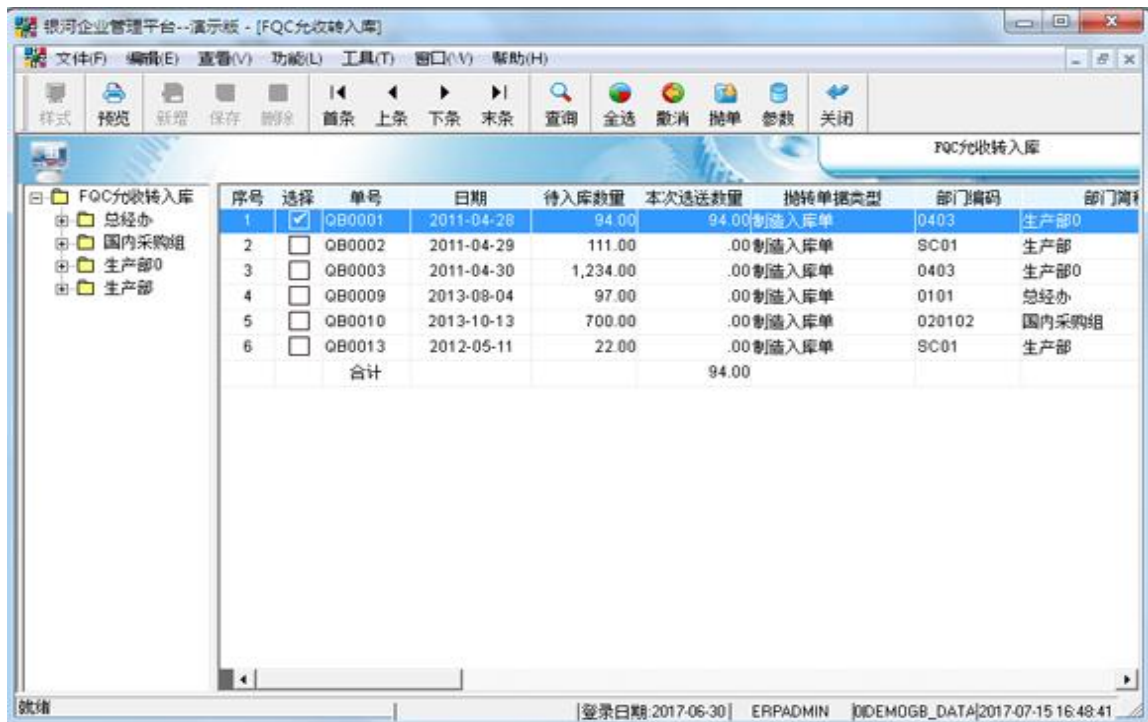 银河企业管理平台--演示版 - [FQC允收转入库]
文件(F) 编辑(E) 查看(V) 功能(L) 工具(T) 窗口(W) 帮助(H)
样式 预览 新增 保存 删除 首条 上条 下条 末条 查询 全选 撤消 抛单 参数 关闭
FQC允收转入库
FQC允收转入库
总经办
国内采购组
生产部0
生产部
序号 选择 单号 日期 待入库数量 本次选送数量 抛转单据类型 部门编码 部门简称
1 QB0001 2011-04-28 94.00 94.00 制造入库单 0403 生产部0
2 QB0002 2011-04-29 111.00 .00 制造入库单 SC01 生产部
3 QB0003 2011-04-30 1,234.00 .00 制造入库单 0403 生产部0
4 QB0009 2013-08-04 97.00 .00 制造入库单 0101 总经办
5 QB0010 2013-10-13 700.00 .00 制造入库单 020102 国内采购组
6 QB0013 2012-05-11 22.00 .00 制造入库单 SC01 生产部
合计 94.00
就绪 登录日期:2017-06-30 ERPADMIN 2017-07-15 16:48:41